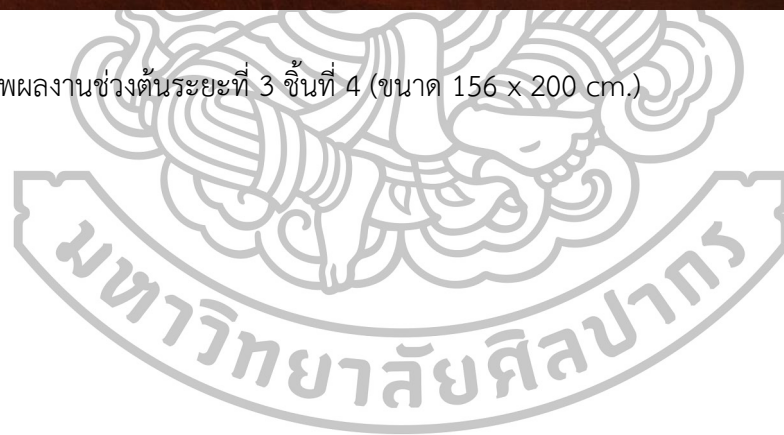 พผลงานช่วงต้นระยะที่ 3 ชิ้นที่ 4 (ขนาด 156 x 200 cm.)
มหาวิทยาลัยศิลปากร